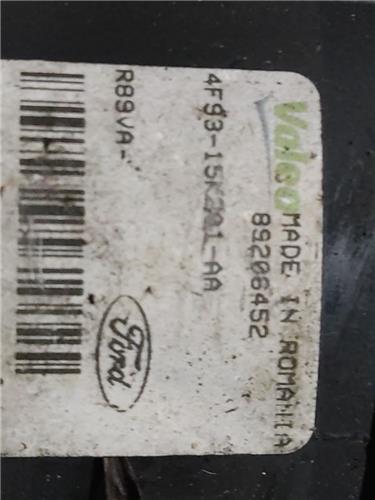 Valeo
MADE IN ROMANIA
89206452
4F93-15K201-AA
R89VA-
Ford